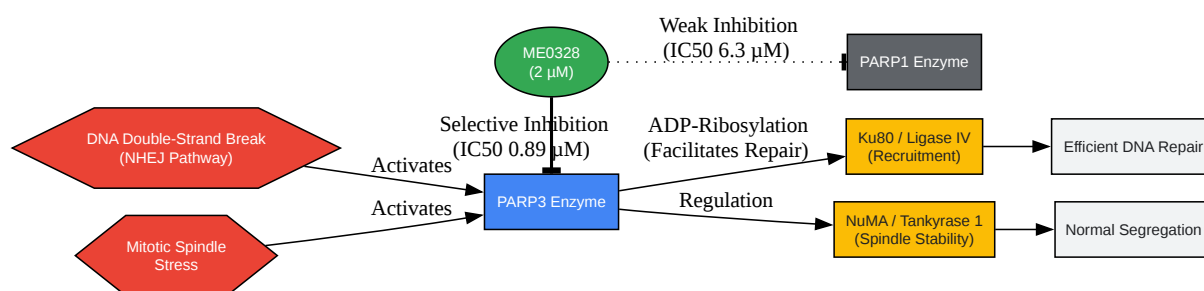 Weak Inhibition
(IC50 6.3 µM)
ME0328
(2 µM)
PARP1 Enzyme
DNA Double-Strand Break
(NHEJ Pathway)
Activates
Selective Inhibition
(IC50 0.89 µM)
ADP-Ribosylation
(Facilitates Repair)
Ku80 / Ligase IV
(Recruitment)
Efficient DNA Repair
Mitotic Spindle
Stress
Activates
PARP3 Enzyme
Regulation
NuMA / Tankyrase 1
(Spindle Stability)
Normal Segregation